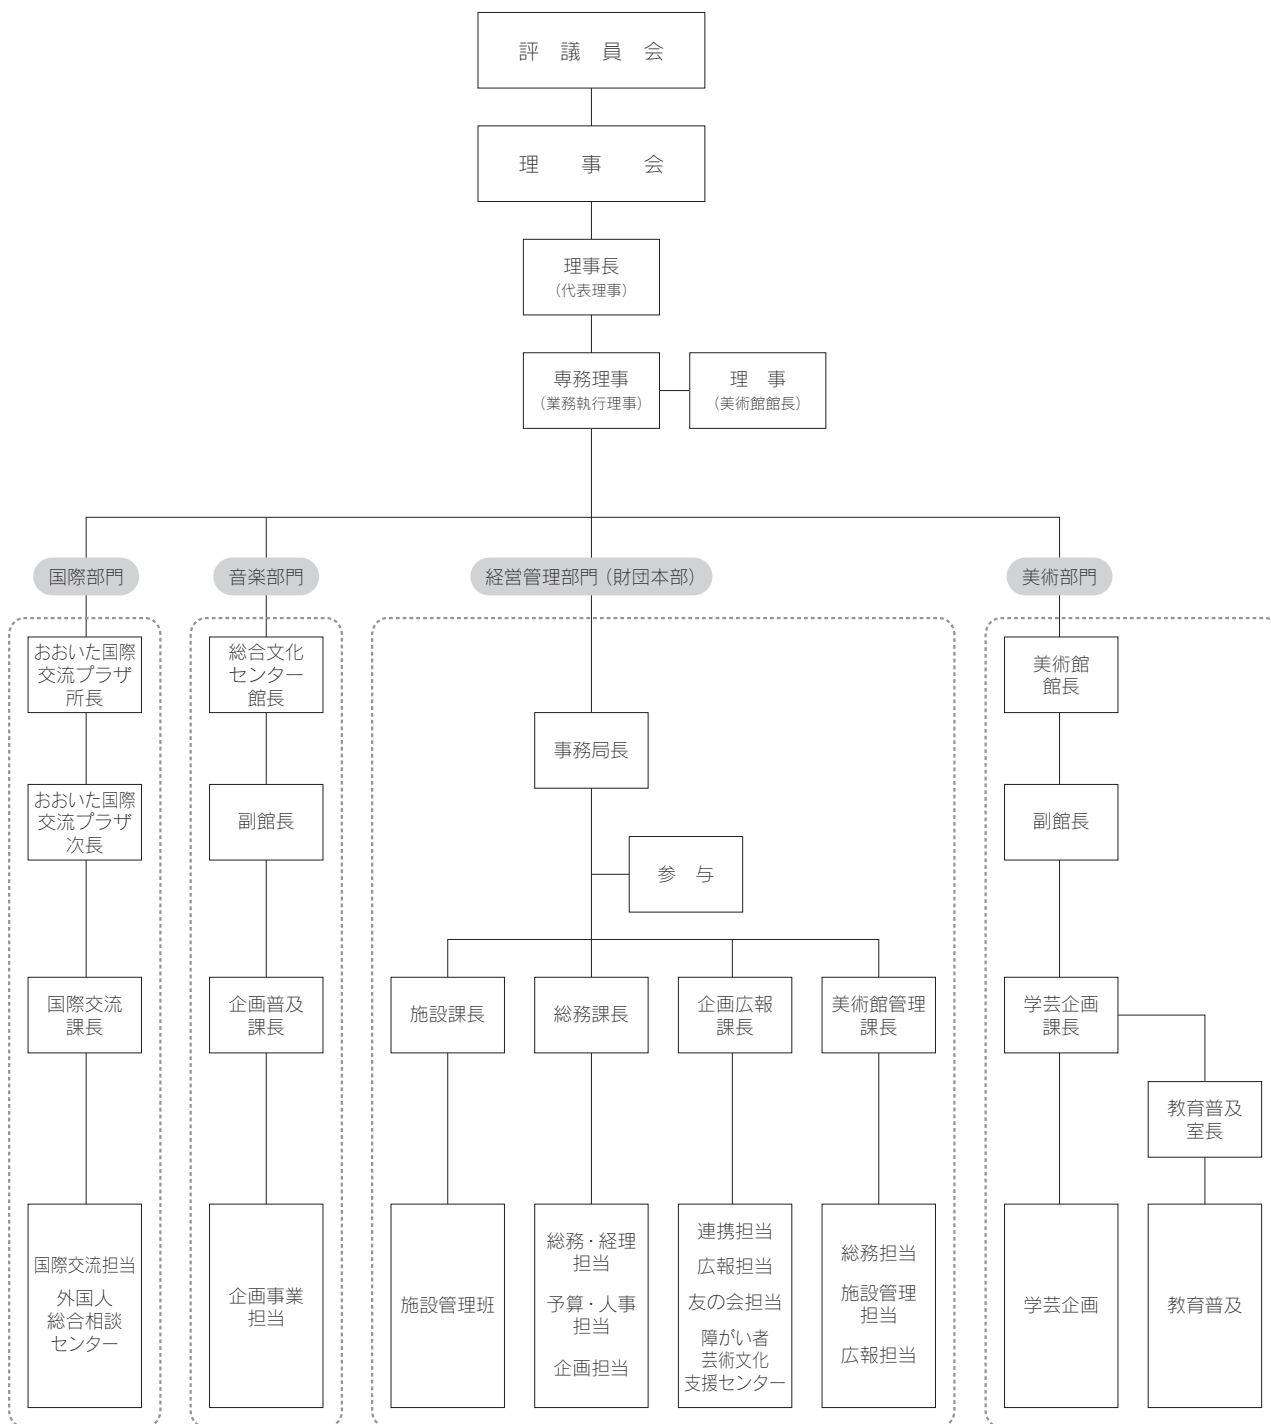 評議員会
理事会
理事長
（代表理事）
専務理事
（業務執行理事）
理事
（美術館館長）
国際部門
音楽部門
経営管理部門（財団本部）
美術部門
おおいた国際
交流プラザ
所長
総合文化
センター
館長
美術館
館長
事務局長
おおいた国際
交流プラザ
次長
副館長
副館長
参与
国際交流
課長
企画普及
課長
施設課長
総務課長
企画広報
課長
美術館管理
課長
学芸企画
課長
教育普及
室長
国際交流担当
外国人
総合相談
センター
企画事業
担当
施設管理班
総務・経理
担当
予算・人事
担当
企画担当
連携担当
広報担当
友の会担当
障がい者
芸術文化
支援センター
総務担当
施設管理
担当
広報担当
学芸企画
教育普及